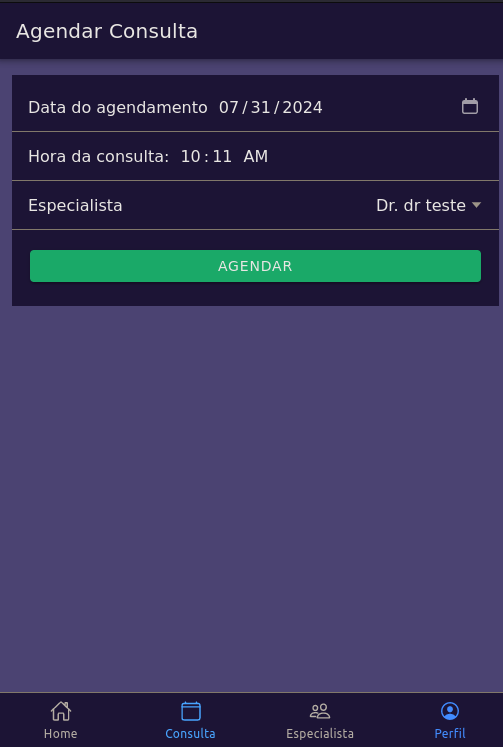 Agendar Consulta
Data do agendamento 07/31/2024
Hora da consulta: 10:11 AM
Especialista Dr. dr teste
AGENDAR
Home Consulta Especialista Perfil